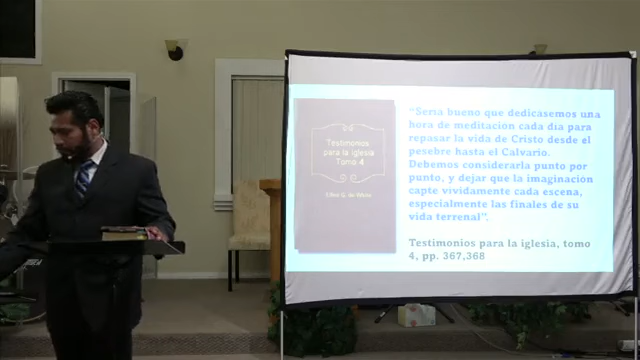 Testimonios
para la iglesia
Tomo 4
"Sería bueno que dedicásemos una
hora de meditación cada día para
repasar la vida de Cristo desde el
pesebre hasta el Calvario.
Debemos considerarla punto por
punto, y dejar que la imaginación
capte vívidamente cada escena,
especialmente las finales de su
vida terrenal".
Testimonios para la iglesia, tomo
4, pp. 367,368